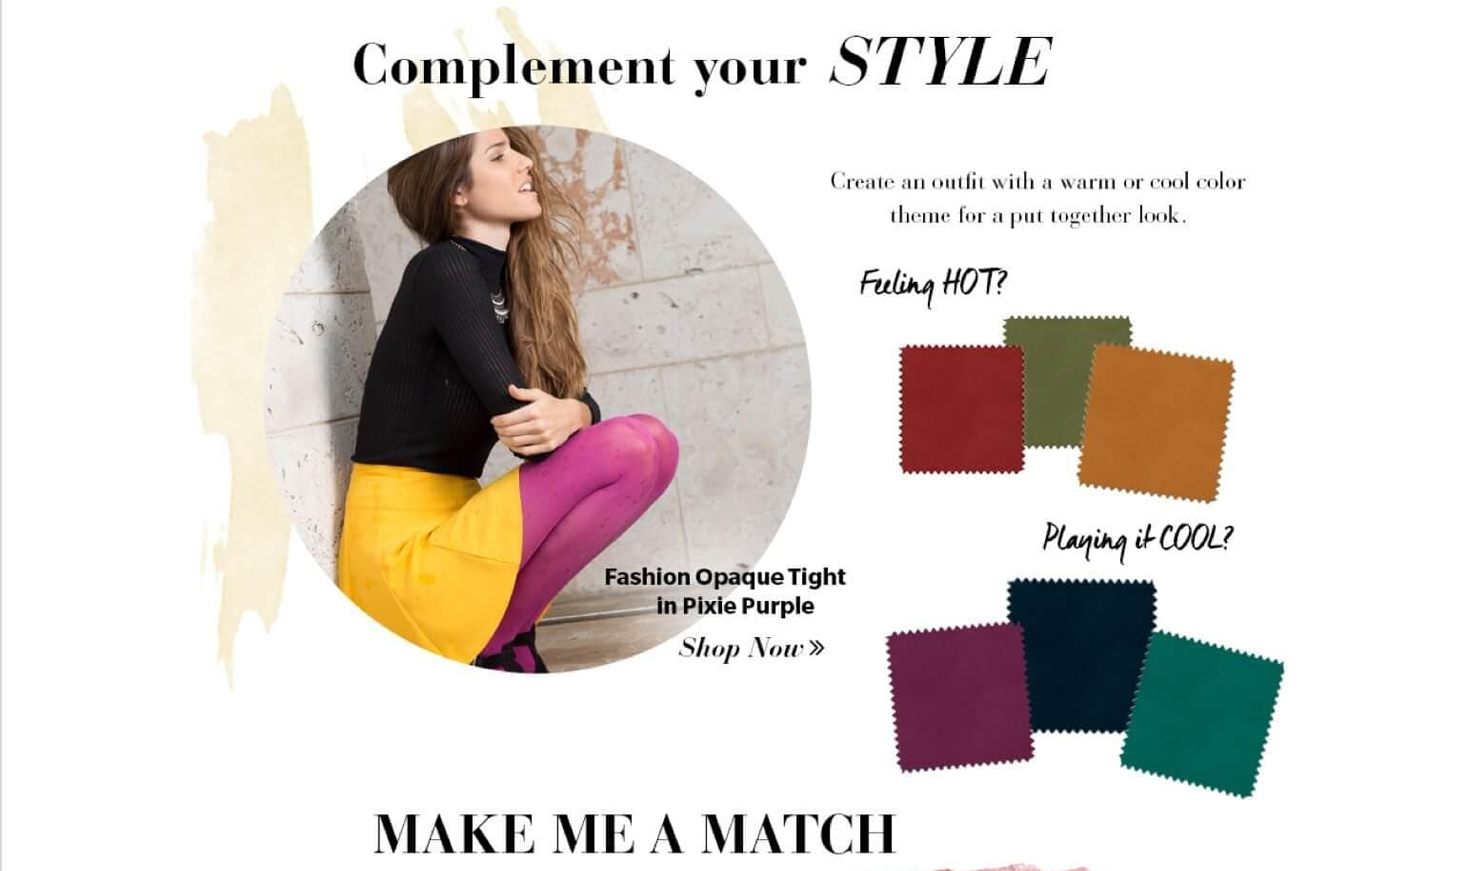 Complement your STYLE
Create an outfit with a warm or cool color
theme for a put together look.
Feeling HOT?
Playing it COOL?
Fashion Opaque Tight
in Pixie Purple
Shop Now »
MAKE ME A MATCH